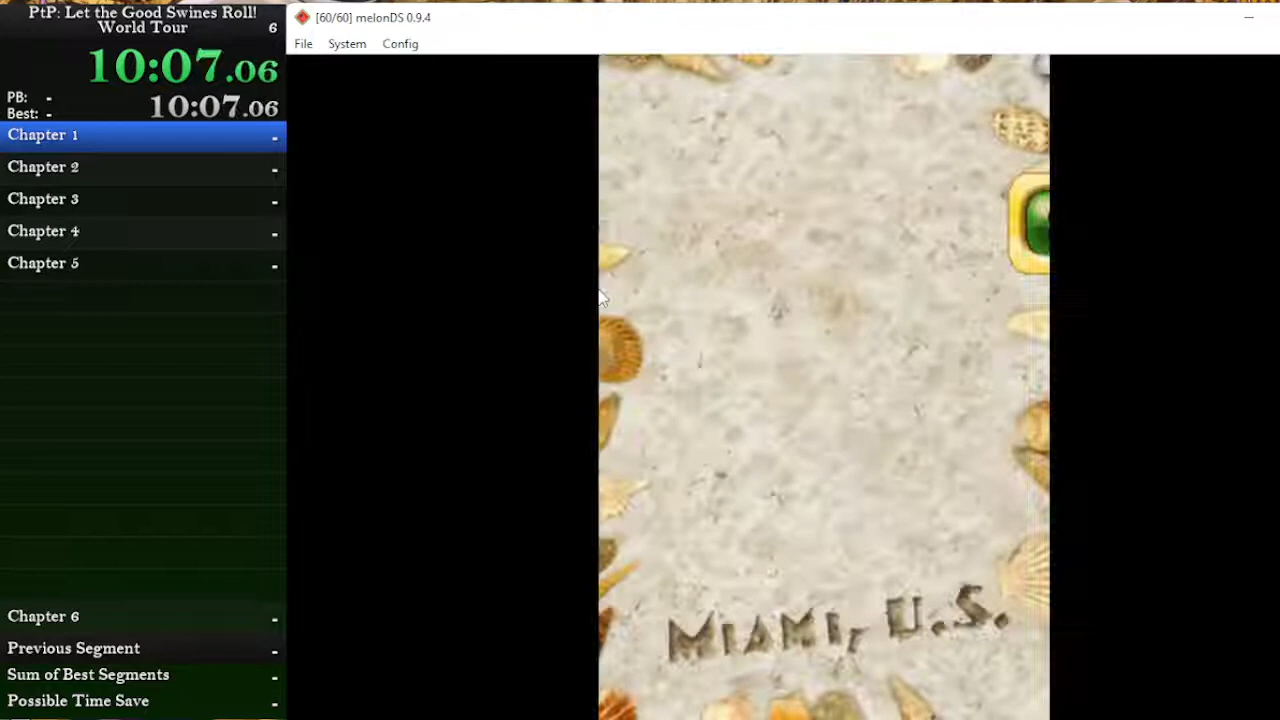 PtP: Let the Good Swines Roll!
World Tour 6
10:07.06
PB: -
10:07.06
Best: -
Chapter 1 -
Chapter 2 -
Chapter 3 -
Chapter 4 -
Chapter 5 -
Chapter 6 -
Previous Segment -
Sum of Best Segments -
Possible Time Save -
[60/60] melonDS 0.9.4
File System Config
MIAMI, U.S.